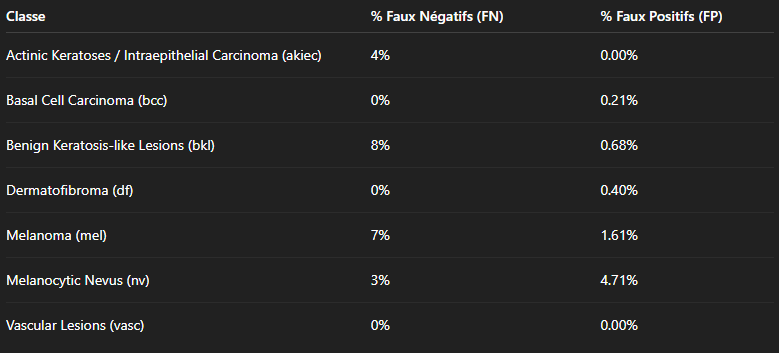 Classe % Faux Négatifs (FN) % Faux Positifs (FP)
Actinic Keratoses / Intraepithelial Carcinoma (akiec) 4% 0.00%
Basal Cell Carcinoma (bcc) 0% 0.21%
Benign Keratosis-like Lesions (bkl) 8% 0.68%
Dermatofibroma (df) 0% 0.40%
Melanoma (mel) 7% 1.61%
Melanocytic Nevus (nv) 3% 4.71%
Vascular Lesions (vasc) 0% 0.00%